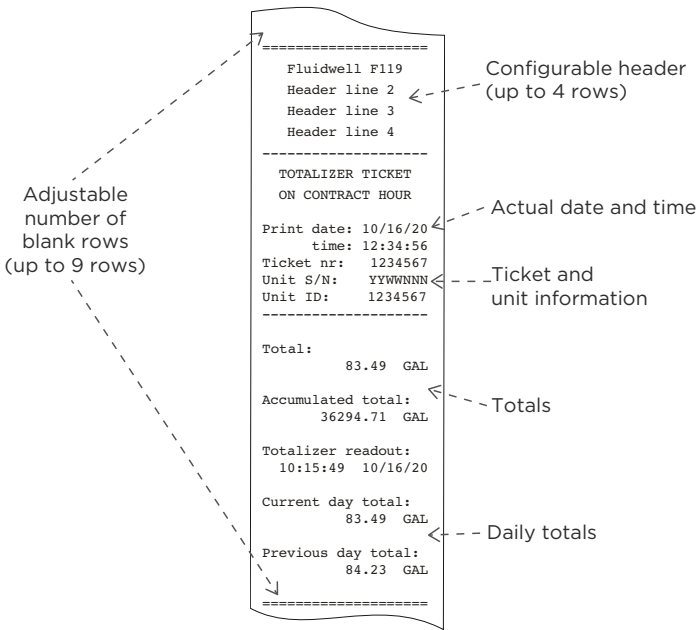 ====================
Fluidwell F119
Header line 2
Header line 3
Header line 4
--------------------
TOTALIZER TICKET
ON CONTRACT HOUR
Print date: 10/16/20
time: 12:34:56
Ticket nr: 1234567
Unit S/N: YYWWNNN
Unit ID: 1234567
--------------------
Total:
83.49 GAL
Accumulated total:
36294.71 GAL
Totalizer readout:
10:15:49 10/16/20
Current day total:
83.49 GAL
Previous day total:
84.23 GAL
====================
Adjustable
number of
blank rows
(up to 9 rows)
Configurable header
(up to 4 rows)
Actual date and time
Ticket and
unit information
Totals
Daily totals